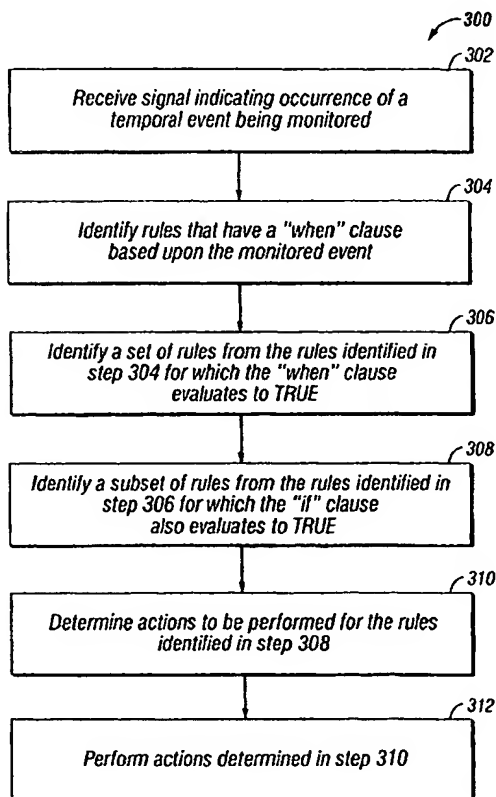 300
302
Receive signal indicating occurrence of a
temporal event being monitored
304
Identify rules that have a "when" clause
based upon the monitored event
306
Identify a set of rules from the rules identified in
step 304 for which the "when" clause
evaluates to TRUE
308
Identify a subset of rules from the rules identified in
step 306 for which the "if" clause
also evaluates to TRUE
310
Determine actions to be performed for the rules
identified in step 308
312
Perform actions determined in step 310